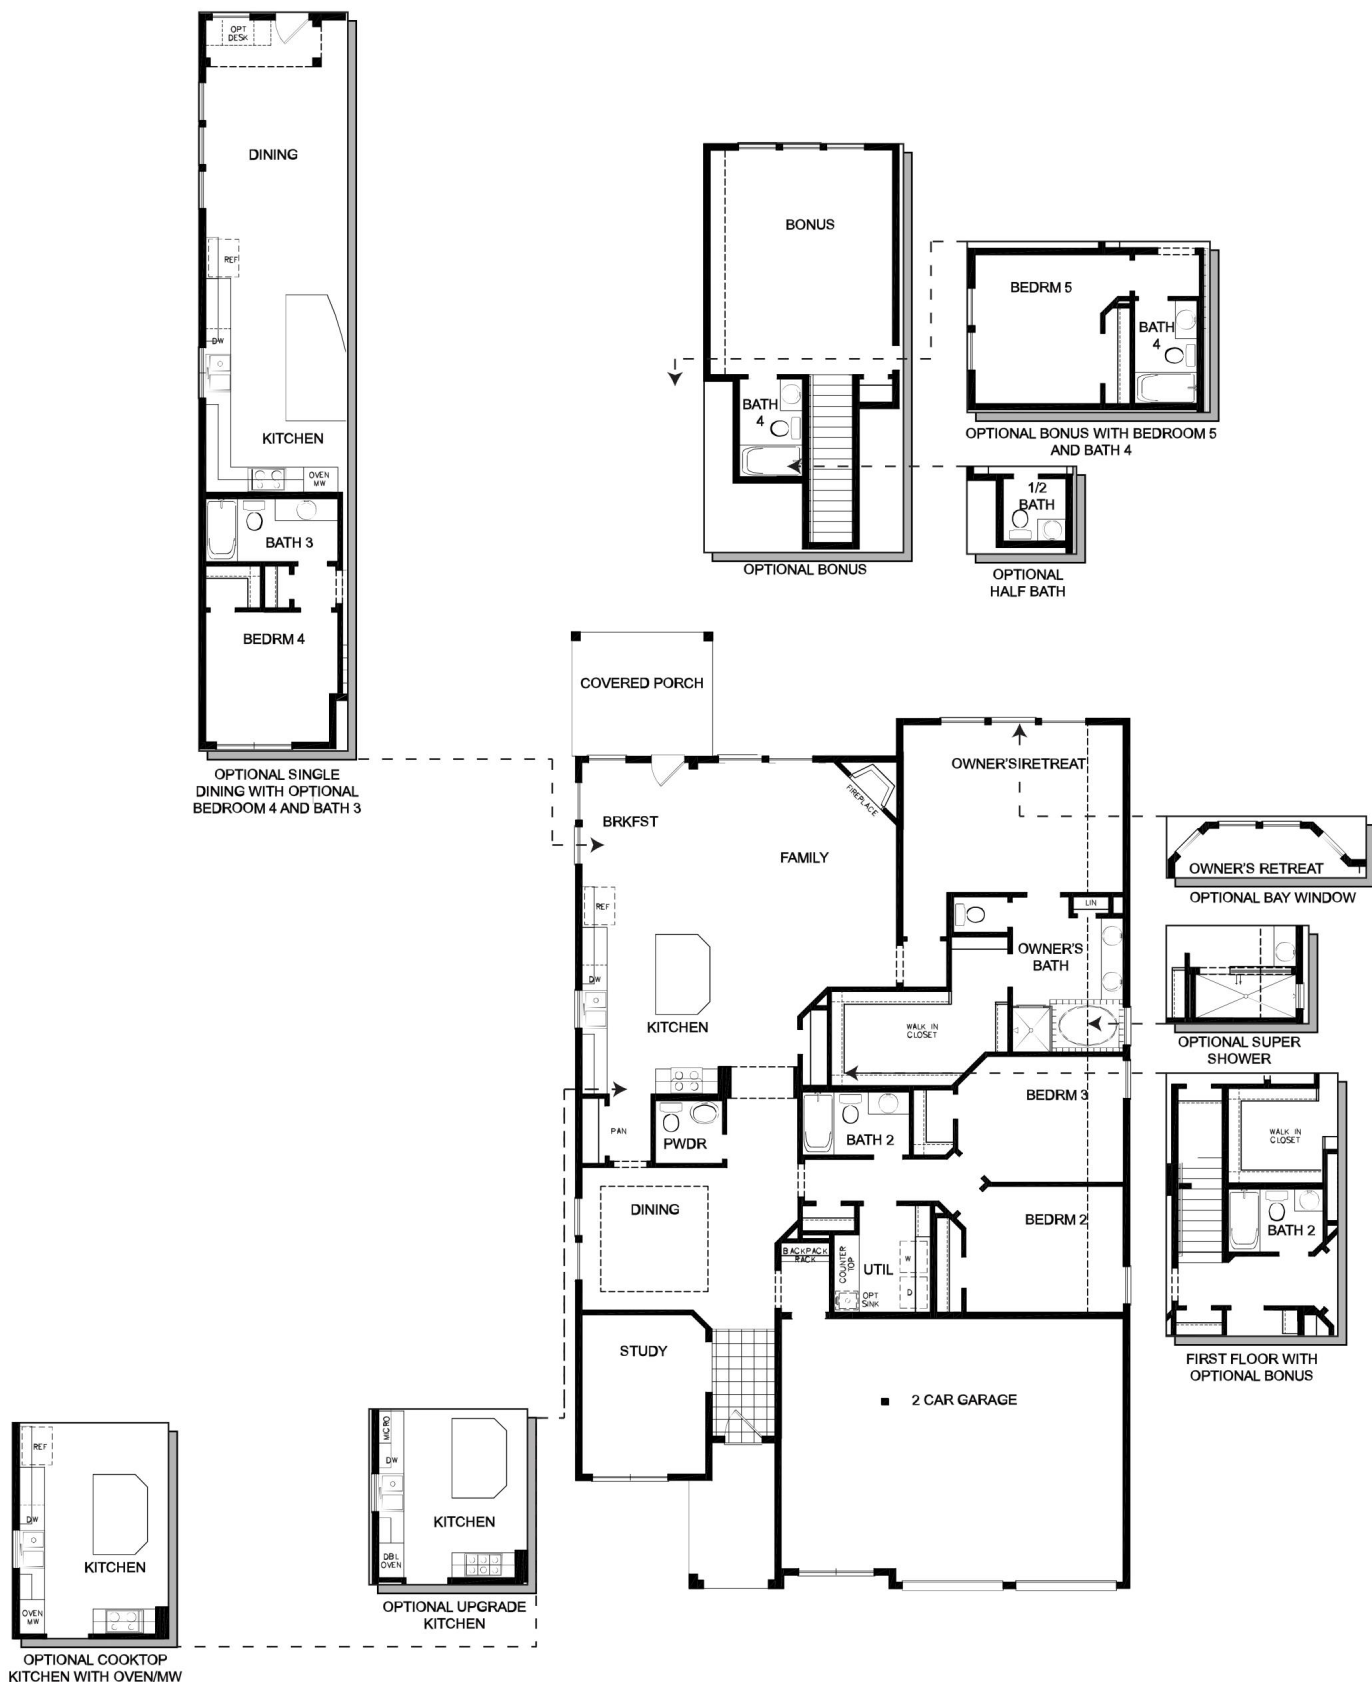 OPT
DESK
DINING
REF
DW
KITCHEN
OVEN
MW
BATH 3
BEDRM 4
OPTIONAL SINGLE
DINING WITH OPTIONAL
BEDROOM 4 AND BATH 3
BONUS
BATH
4
OPTIONAL BONUS
BEDRM 5
BATH
4
OPTIONAL BONUS WITH BEDROOM 5
AND BATH 4
1/2
BATH
OPTIONAL
HALF BATH
COVERED PORCH
OWNER'S RETREAT
FIREPLACE
BRKFST
FAMILY
REF
DW
KITCHEN
LIN
OWNER'S
BATH
WALK IN
CLOSET
BEDRM 3
BATH 2
PAN
PWDR
DINING
BEDRM 2
BACKPACK
RACK
COUNTER
TOP
UTIL
W
D
OPT
SINK
STUDY
2 CAR GARAGE
OWNER'S RETREAT
OPTIONAL BAY WINDOW
OPTIONAL SUPER
SHOWER
WALK IN
CLOSET
BATH 2
FIRST FLOOR WITH
OPTIONAL BONUS
MICRO
DW
KITCHEN
DBL
OVEN
OPTIONAL UPGRADE
KITCHEN
REF
DW
KITCHEN
OVEN
MW
OPTIONAL COOKTOP
KITCHEN WITH OVEN/MW